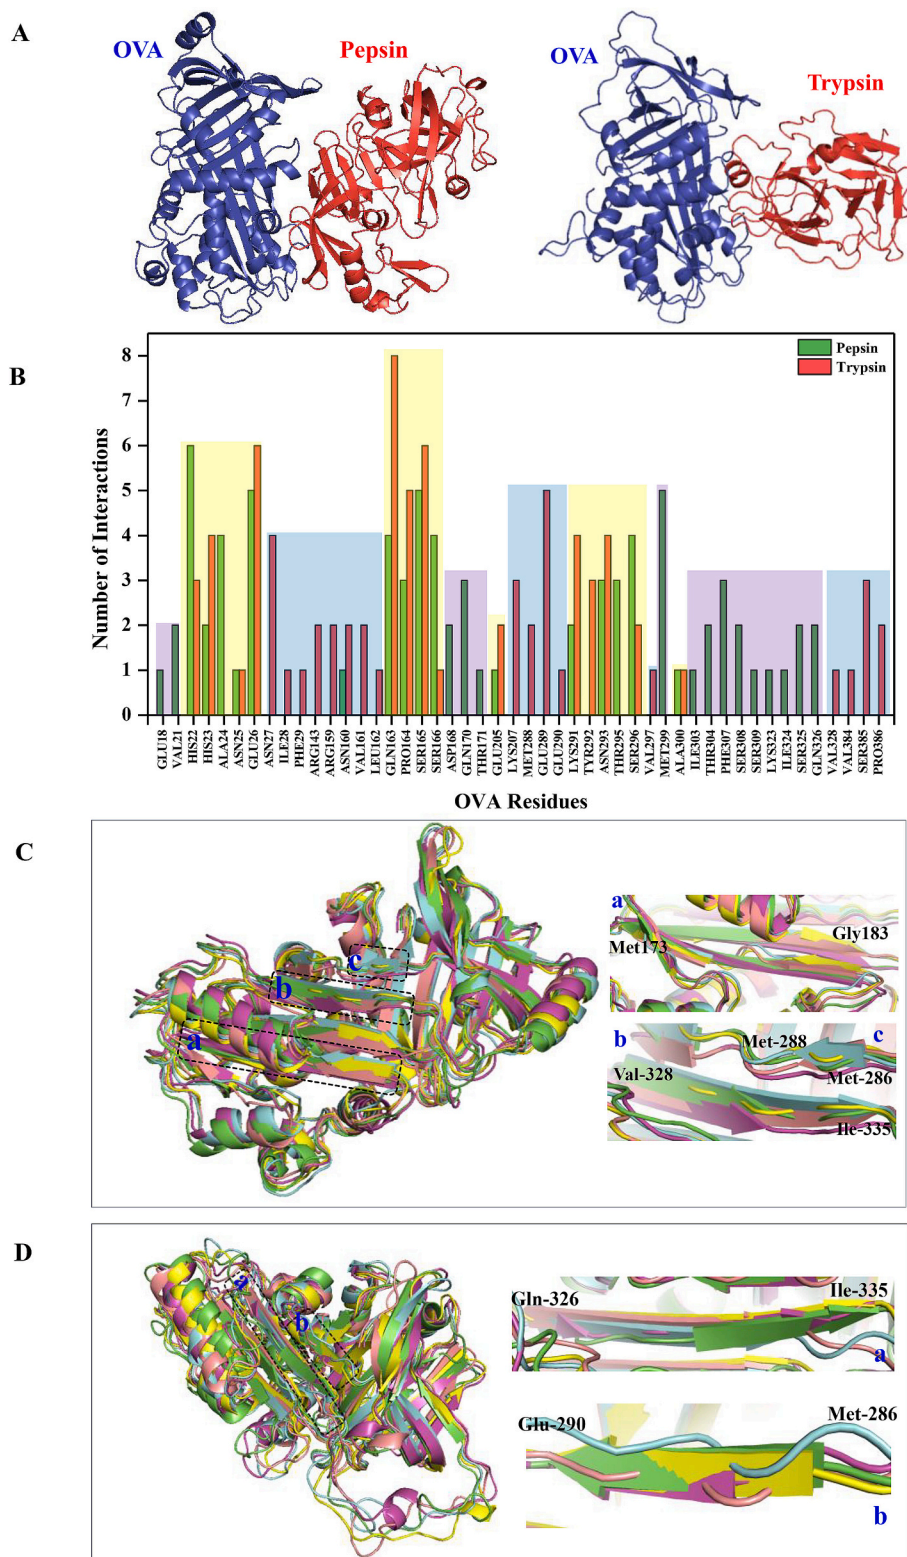 A
OVA
Pepsin
OVA
Trypsin
B
Number of Interactions
8
7
6
5
4
3
2
1
0
Pepsin
Trypsin
GLU18
VAL21
HIS22
HIS23
ALA24
ASN25
GLU26
ASN27
ILE28
PHE29
ARG143
ARG159
ASN160
VAL161
LEU162
GLN163
PRO164
SER165
SER166
ASP168
GLN170
THR171
GLU205
LYS207
MET288
GLU289
GLU290
LYS291
TYR292
ASN293
THR295
SER296
VAL297
MET299
ALA300
ILE303
THR304
PHE307
SER308
SER309
LYS323
ILE324
SER325
GLN326
VAL328
VAL384
SER385
PRO386
OVA Residues
C
a
b
c
a
Met173
Gly183
b
Met-288
c
Val-328
Met-286
Ile-335
D
a
b
Gln-326
Ile-335
a
Glu-290
Met-286
b